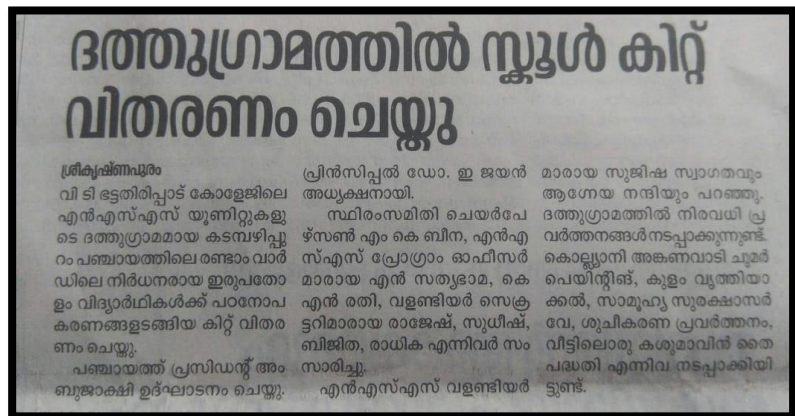 ദത്തുഗ്രാമത്തിൽ സ്കൂൾ കിറ്റ്
വിതരണം ചെയ്തു
ശ്രീകൃഷ്ണപുരം
വി ടി ഭട്ടതിരിപ്പാട് കോളേജിലെ
എൻഎസ്എസ് യൂണിറ്റുകളു
ടെ ദത്തുഗ്രാമമായ കടമ്പഴിപ്പു
റം പഞ്ചായത്തിലെ രണ്ടാം വാർ
ഡിലെ നിർധനരായ ഇരുപതോ
ളം വിദ്യാർഥികൾക്ക് പഠനോപ
കരണങ്ങളടങ്ങിയ കിറ്റ് വിതര
ണം ചെയ്തു.
പഞ്ചായത്ത് പ്രസിഡന്റ് അം
ബുജാക്ഷി ഉദ്ഘാടനം ചെയ്തു.
പ്രിൻസിപ്പൽ ഡോ. ഇ ജയൻ
അധ്യക്ഷനായി.
സ്ഥിരംസമിതി ചെയർപേ
ഴ്സൺ എം കെ ബീന, എൻഎ
സ്എസ് പ്രോഗ്രാം ഓഫീസർ
മാരായ എൻ സത്യഭാമ, കെ
എൻ രതി, വളണ്ടിയർ സെക്ര
ട്ടറിമാരായ രാജേഷ്, സുധീഷ്,
ബിജിത, രാധിക എന്നിവർ സം
സാരിച്ചു.
എൻഎസ്എസ് വളണ്ടിയർ
മാരായ സുജിഷ സ്വാഗതവും
ആഗ്നേയ നന്ദിയും പറഞ്ഞു.
ദത്തുഗ്രാമത്തിൽ നിരവധി പ്ര
വർത്തനങ്ങൾ നടപ്പാക്കുന്നുണ്ട്.
കൊല്ല്യാനി അങ്കണവാടി ചുമർ
പെയിന്റിങ്, കുളം വൃത്തിയാ
ക്കൽ, സാമൂഹ്യ സുരക്ഷാസർ
വേ, ശുചീകരണ പ്രവർത്തനം,
വീട്ടിലൊരു കശുമാവിൻ തൈ
പദ്ധതി എന്നിവ നടപ്പാക്കിയി
ട്ടുണ്ട്.